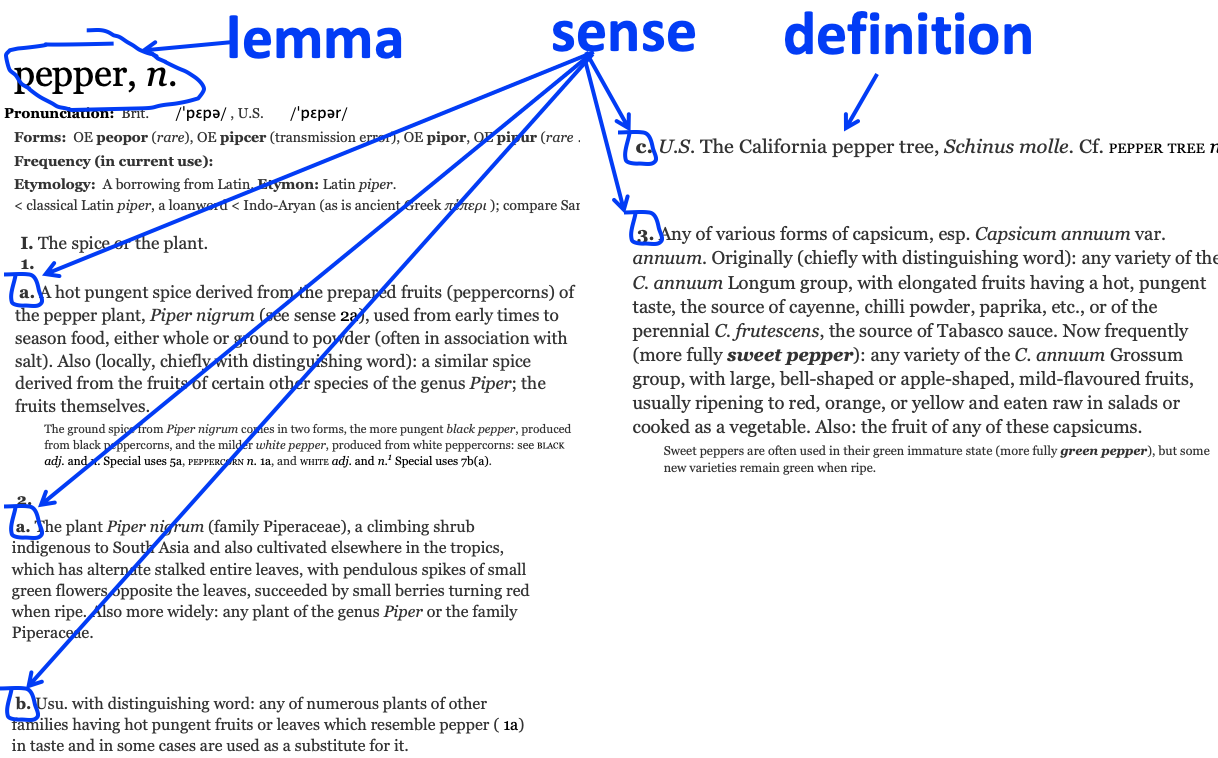 lemma
sense
definition
pepper, n.
Pronunciation: Brit. /ˈpɛpə/ , U.S. /ˈpɛpər/
Forms: OE peopor (rare), OE pipcer (transmission error), OE pipor, OE pipur (rare .
Frequency (in current use):
Etymology: A borrowing from Latin. Etymon: Latin piper.
< classical Latin piper, a loanword < Indo-Aryan (as is ancient Greek πέπερι ); compare Sar
I. The spice or the plant.
1.
a. A hot pungent spice derived from the prepared fruits (peppercorns) of
the pepper plant, Piper nigrum (see sense 2a), used from early times to
season food, either whole or ground to powder (often in association with
salt). Also (locally, chiefly with distinguishing word): a similar spice
derived from the fruits of certain other species of the genus Piper; the
fruits themselves.
The ground spice from Piper nigrum comes in two forms, the more pungent black pepper, produced
from black peppercorns, and the milder white pepper, produced from white peppercorns: see BLACK
adj. and n. Special uses 5a, PEPPERCORN n. 1a, and WHITE adj. and n.¹ Special uses 7b(a).
2.
a. The plant Piper nigrum (family Piperaceae), a climbing shrub
indigenous to South Asia and also cultivated elsewhere in the tropics,
which has alternate stalked entire leaves, with pendulous spikes of small
green flowers opposite the leaves, succeeded by small berries turning red
when ripe. Also more widely: any plant of the genus Piper or the family
Piperaceae.
b. Usu. with distinguishing word: any of numerous plants of other
families having hot pungent fruits or leaves which resemble pepper ( 1a)
in taste and in some cases are used as a substitute for it.
c. U.S. The California pepper tree, Schinus molle. Cf. PEPPER TREE n
3. Any of various forms of capsicum, esp. Capsicum annuum var.
annuum. Originally (chiefly with distinguishing word): any variety of the
C. annuum Longum group, with elongated fruits having a hot, pungent
taste, the source of cayenne, chilli powder, paprika, etc., or of the
perennial C. frutescens, the source of Tabasco sauce. Now frequently
(more fully sweet pepper): any variety of the C. annuum Grossum
group, with large, bell-shaped or apple-shaped, mild-flavoured fruits,
usually ripening to red, orange, or yellow and eaten raw in salads or
cooked as a vegetable. Also: the fruit of any of these capsicums.
Sweet peppers are often used in their green immature state (more fully green pepper), but some
new varieties remain green when ripe.